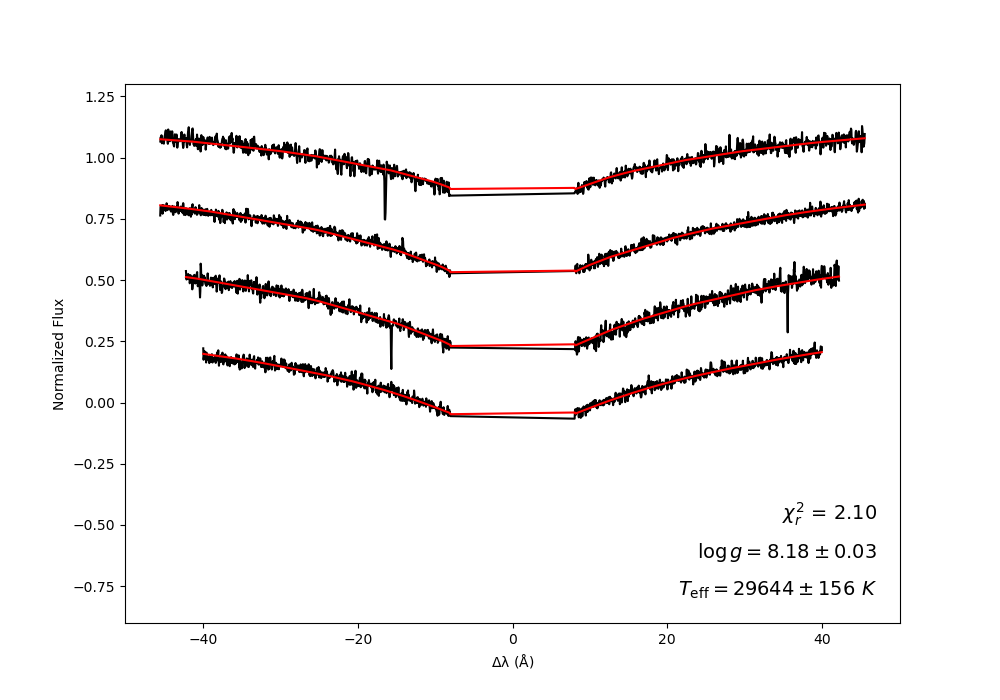 1.25
1.00
0.75
0.50
0.25
0.00
−0.25
−0.50
−0.75
Normalized Flux
χ²ᵣ = 2.10
log g = 8.18 ± 0.03
T_eff = 29644 ± 156 K
−40 −20 0 20 40
Δλ (Å)